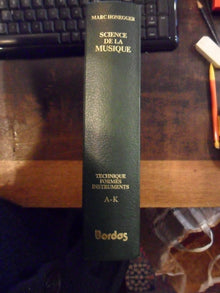 MARC HONEGGER
SCIENCE
DE LA
MUSIQUE
TECHNIQUE
FORMES
INSTRUMENTS
A-K
Bordas